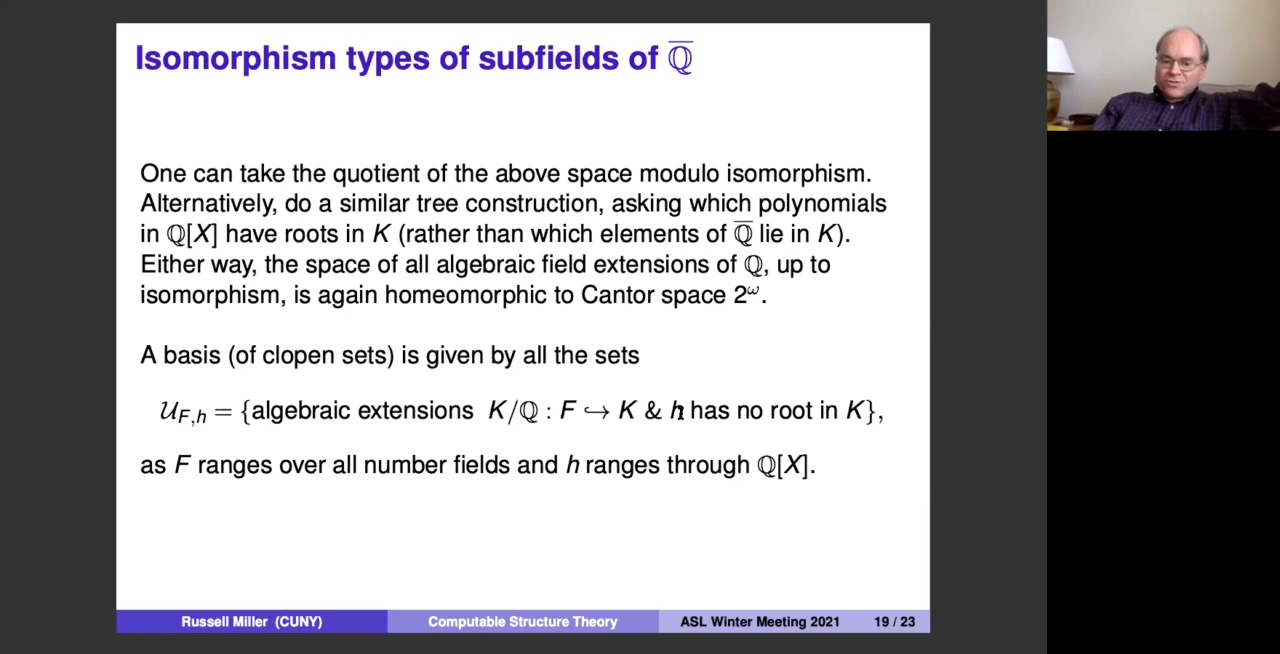 Isomorphism types of subfields of ℚ̅
One can take the quotient of the above space modulo isomorphism.
Alternatively, do a similar tree construction, asking which polynomials
in ℚ[X] have roots in K (rather than which elements of ℚ̅ lie in K).
Either way, the space of all algebraic field extensions of ℚ, up to
isomorphism, is again homeomorphic to Cantor space 2^ω.
A basis (of clopen sets) is given by all the sets
𝒰_{F,h} = {algebraic extensions K/ℚ : F ↪ K & h has no root in K},
as F ranges over all number fields and h ranges through ℚ[X].
Russell Miller (CUNY) Computable Structure Theory ASL Winter Meeting 2021 19 / 23